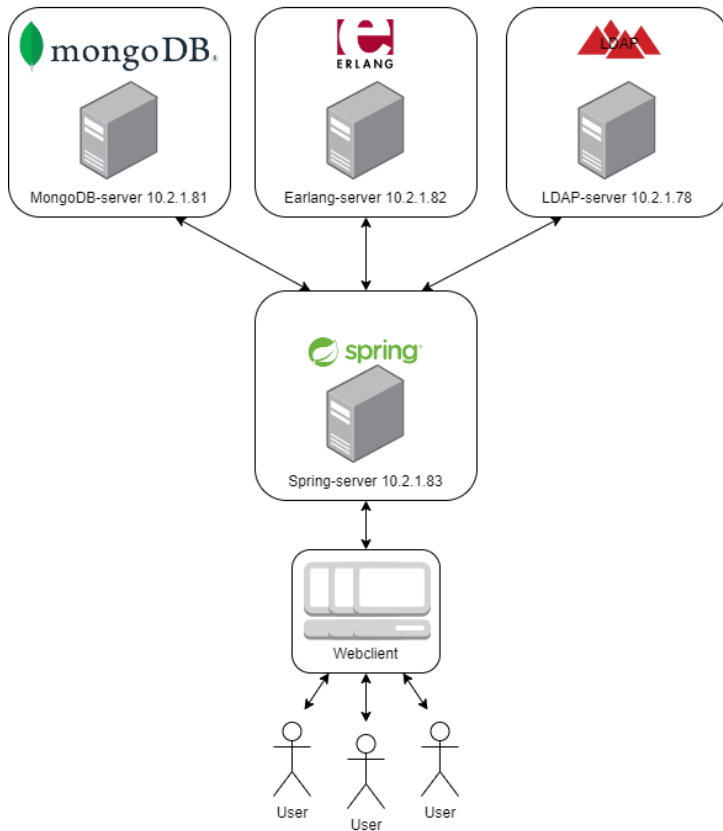 mongoDB®
ERLANG
LDAP
MongoDB-server 10.2.1.81
Earlang-server 10.2.1.82
LDAP-server 10.2.1.78
spring®
Spring-server 10.2.1.83
Webclient
User
User
User